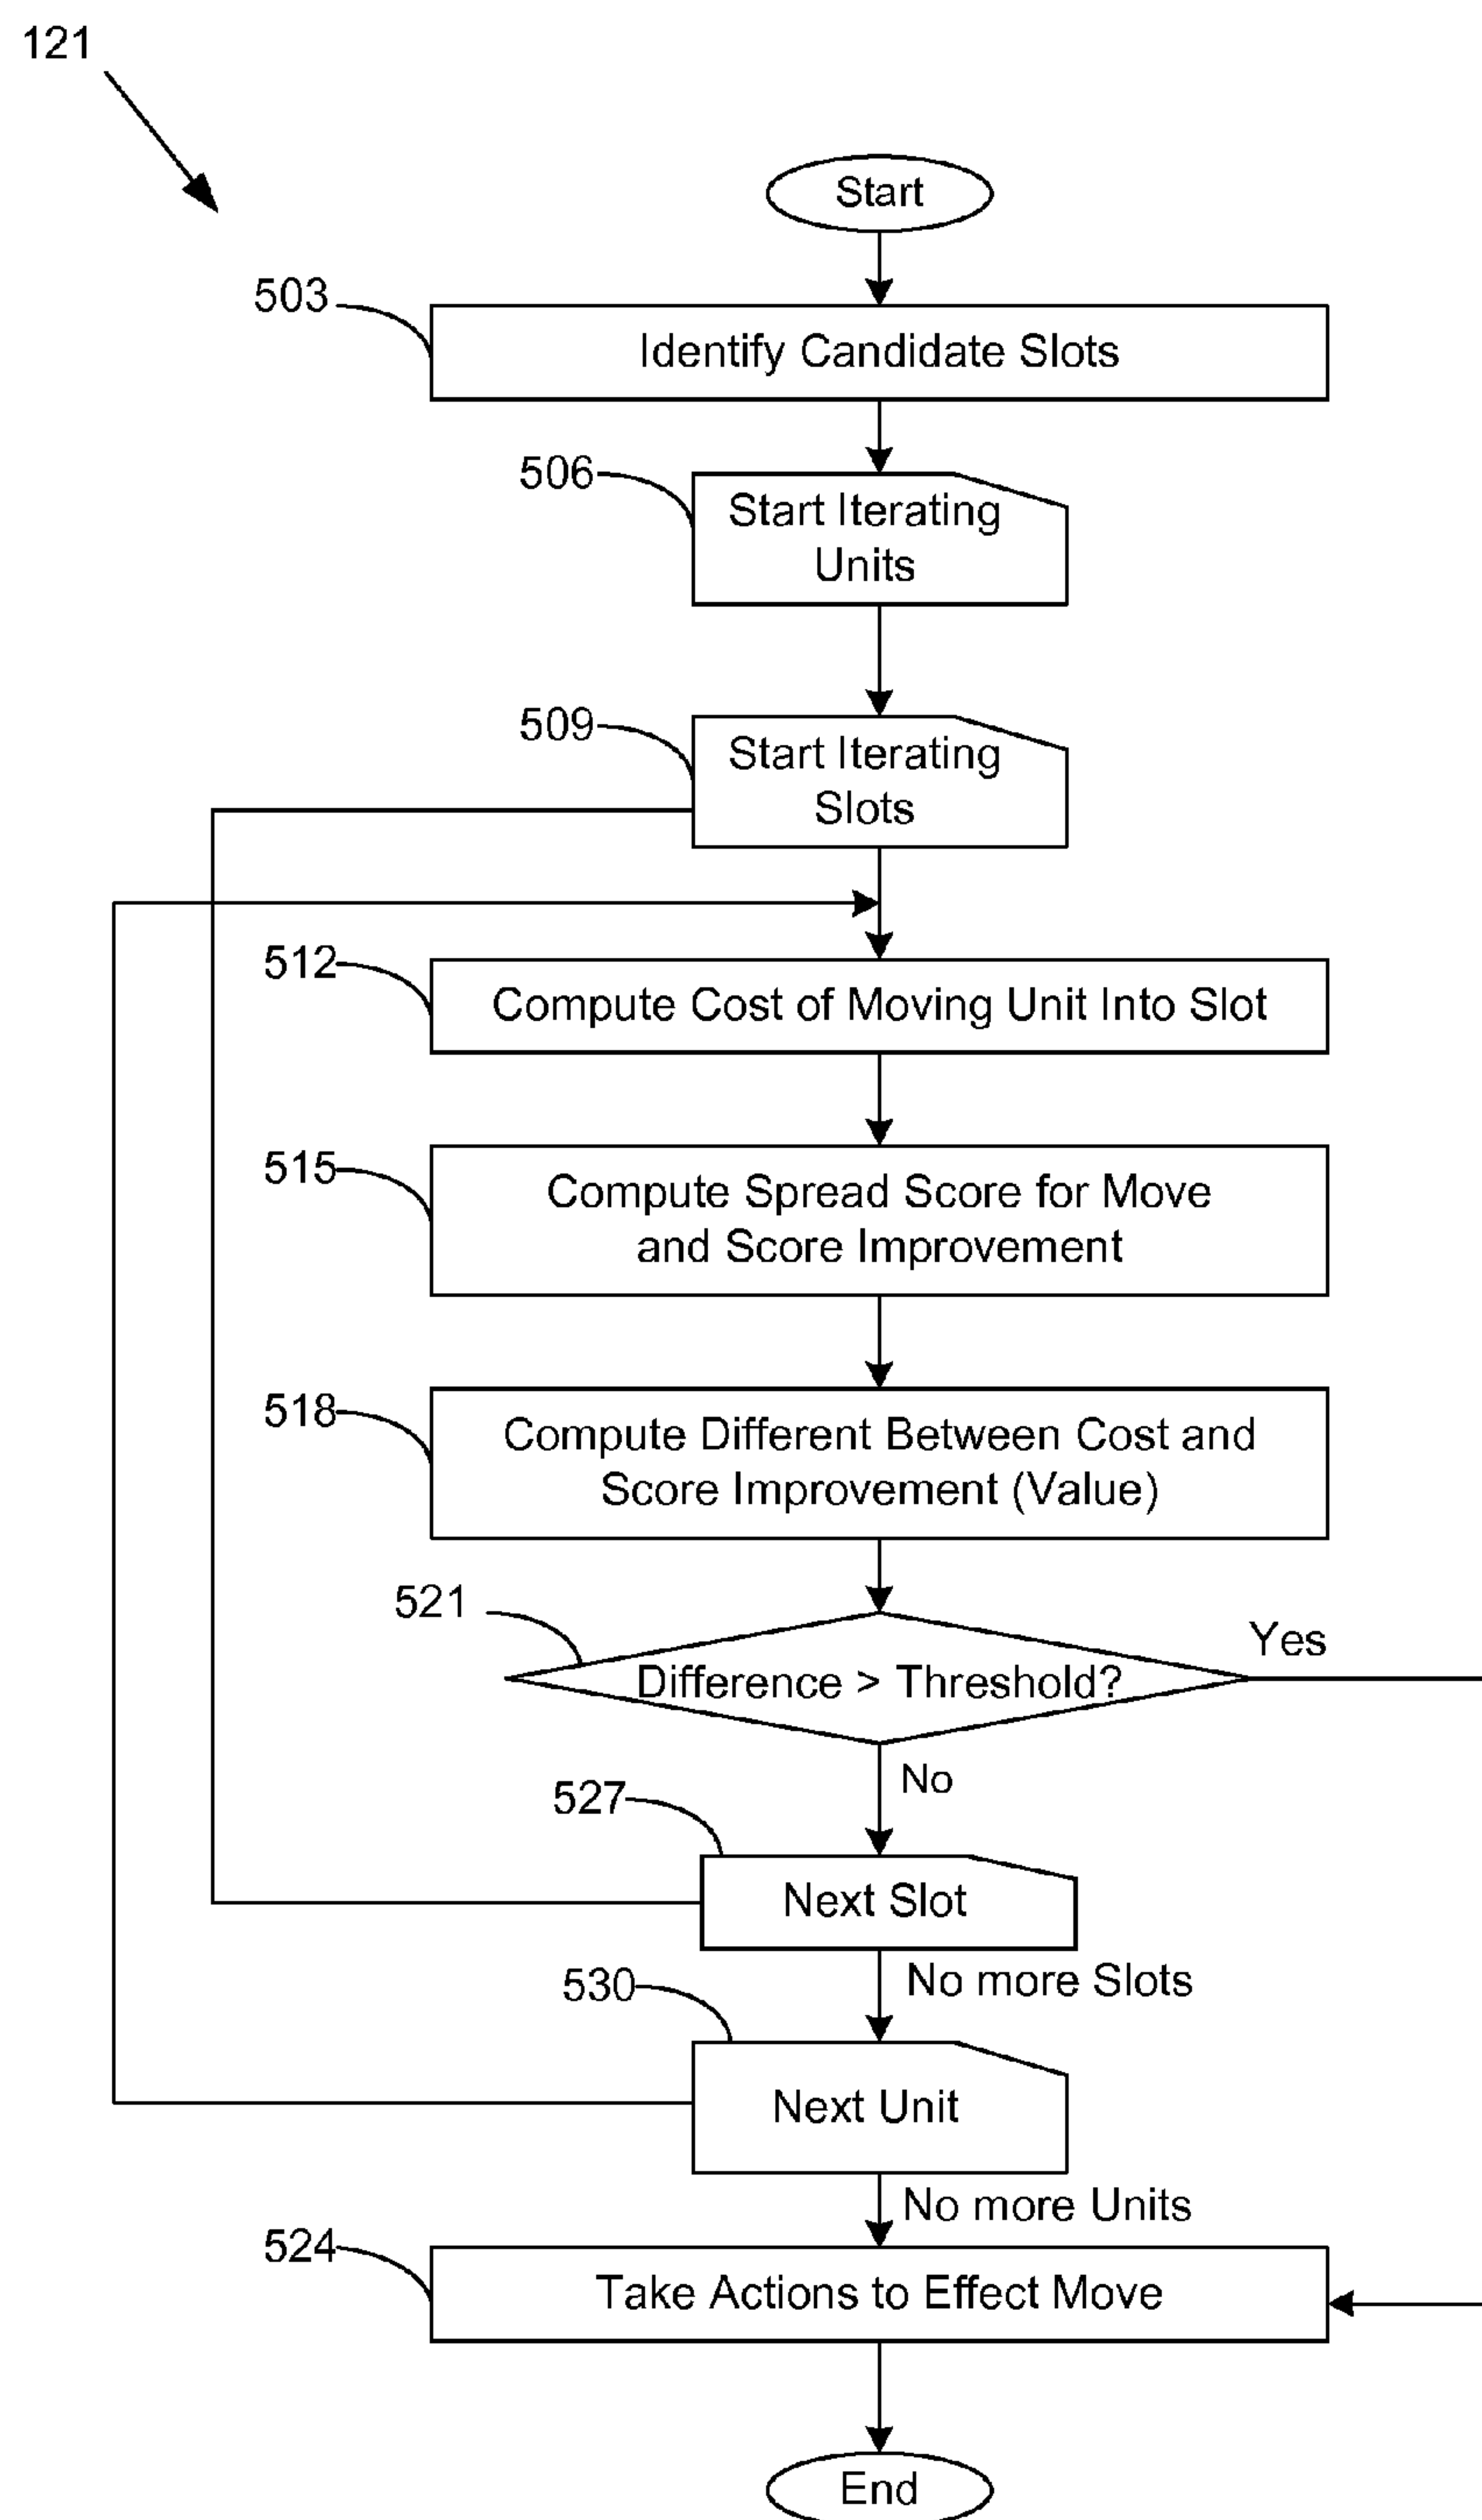 121
Start
503
Identify Candidate Slots
506
Start Iterating
Units
509
Start Iterating
Slots
512
Compute Cost of Moving Unit Into Slot
515
Compute Spread Score for Move
and Score Improvement
518
Compute Different Between Cost and
Score Improvement (Value)
521
Yes
Difference > Threshold?
No
527
Next Slot
530
No more Slots
Next Unit
No more Units
524
Take Actions to Effect Move
End